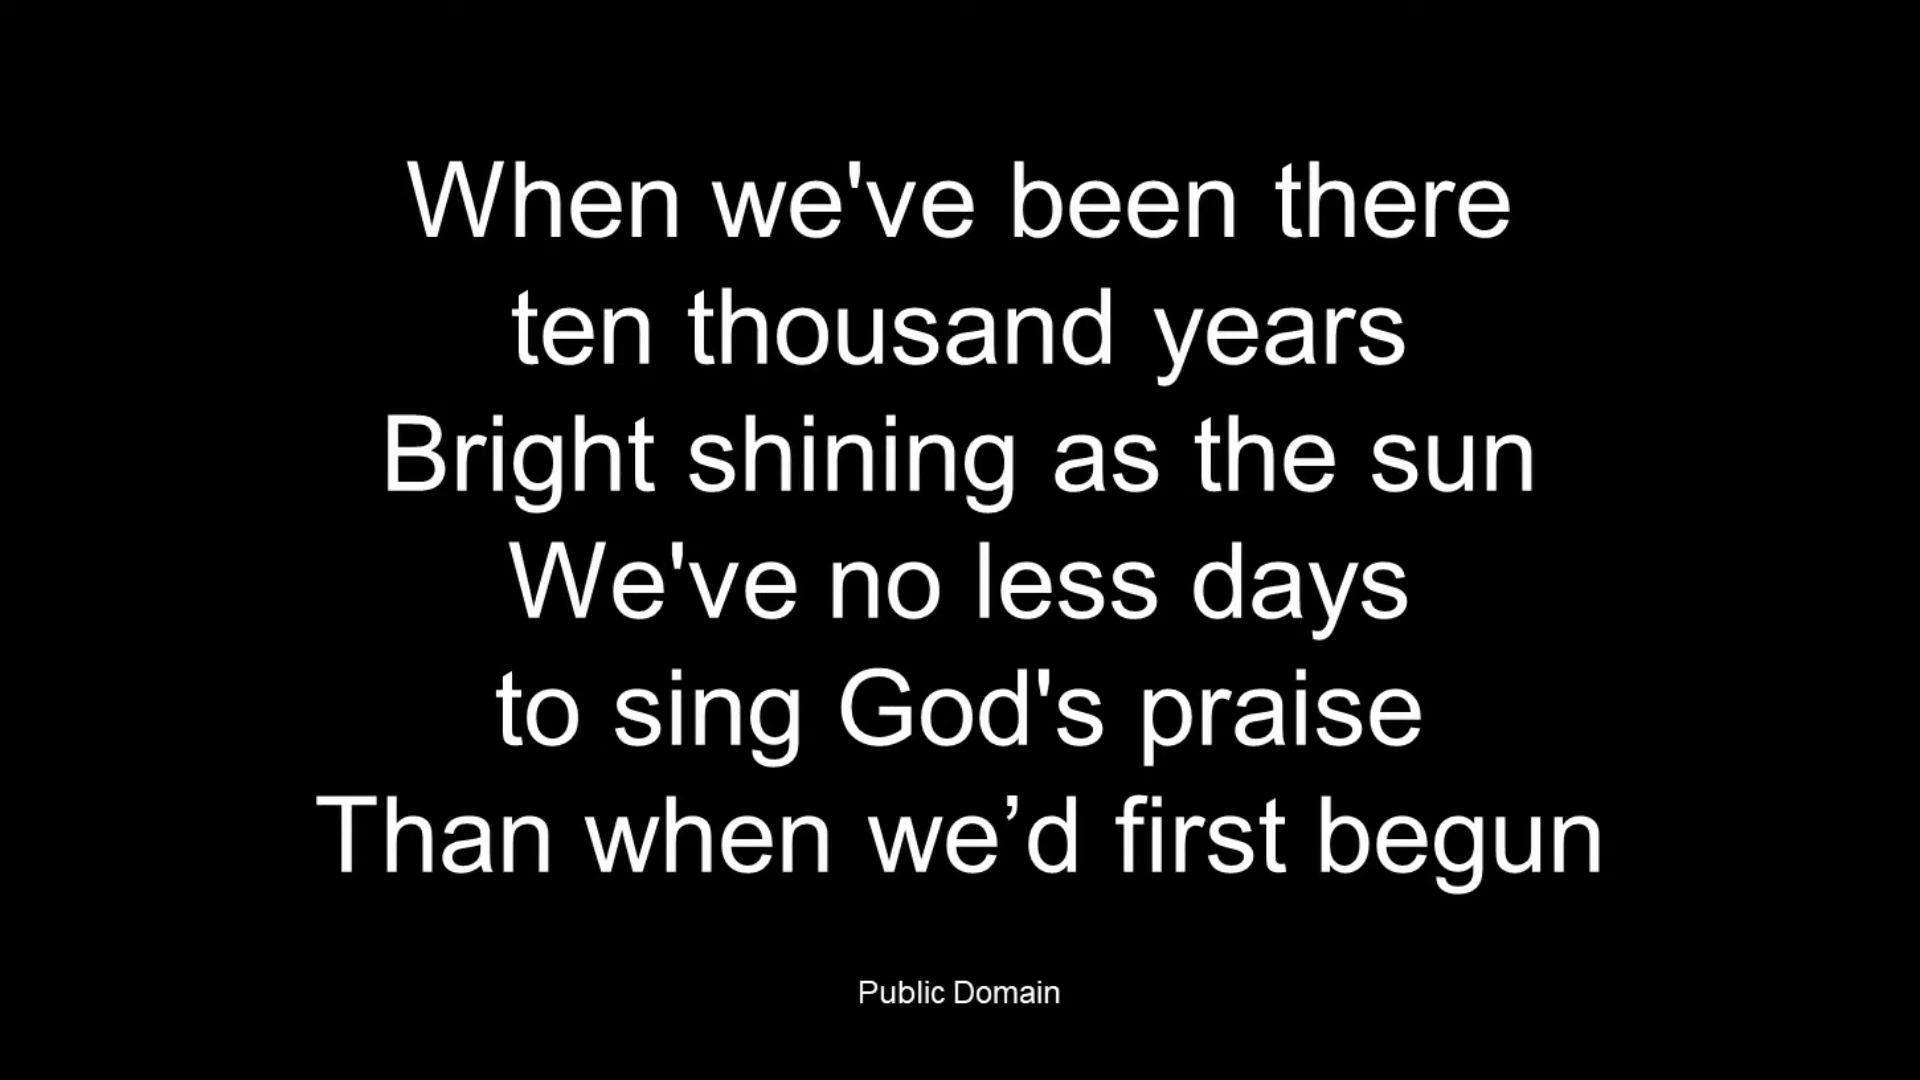 When we've been there
ten thousand years
Bright shining as the sun
We've no less days
to sing God's praise
Than when we’d first begun
Public Domain